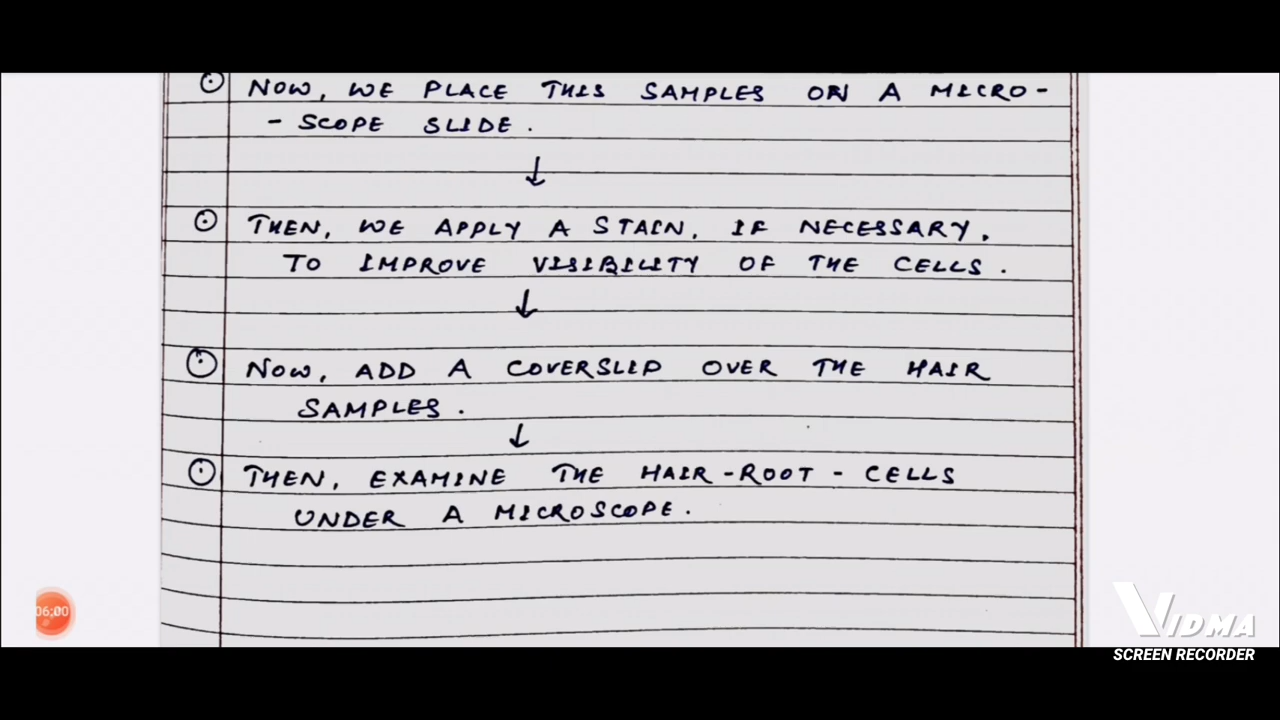 NOW, WE PLACE THIS SAMPLES ON A MICRO-
- SCOPE SLIDE.
THEN, WE APPLY A STAIN, IF NECESSARY,
TO IMPROVE VISIBILITY OF THE CELLS.
NOW, ADD A COVERSLIP OVER THE HAIR
SAMPLES.
THEN, EXAMINE THE HAIR-ROOT-CELLS
UNDER A MICROSCOPE.
06:00
VIDMA
SCREEN RECORDER